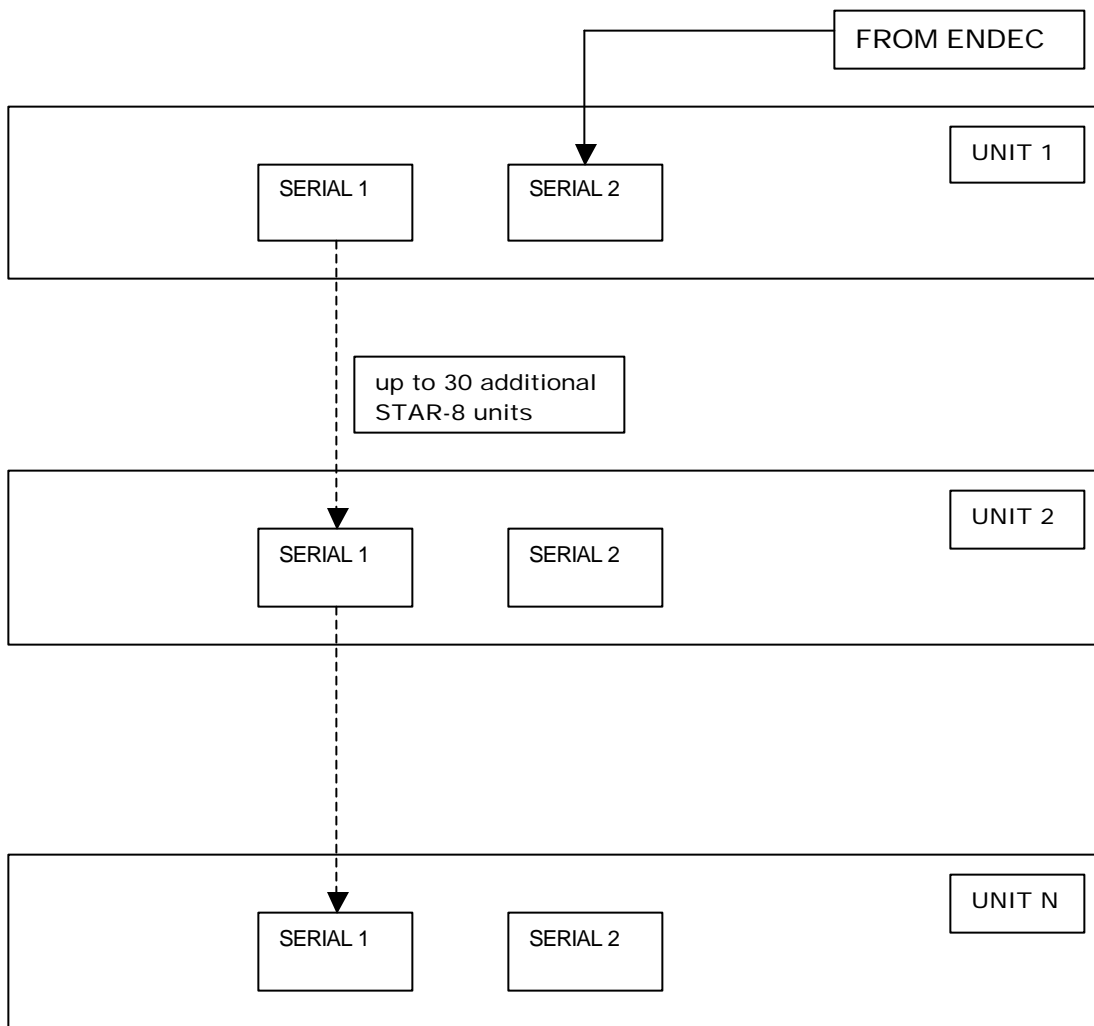 FROM ENDEC
UNIT 1
SERIAL 1
SERIAL 2
up to 30 additional
STAR-8 units
UNIT 2
SERIAL 1
SERIAL 2
UNIT N
SERIAL 1
SERIAL 2